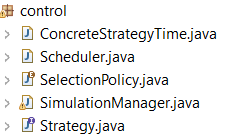 control
ConcreteStrategyTime.java
Scheduler.java
SelectionPolicy.java
SimulationManager.java
Strategy.java